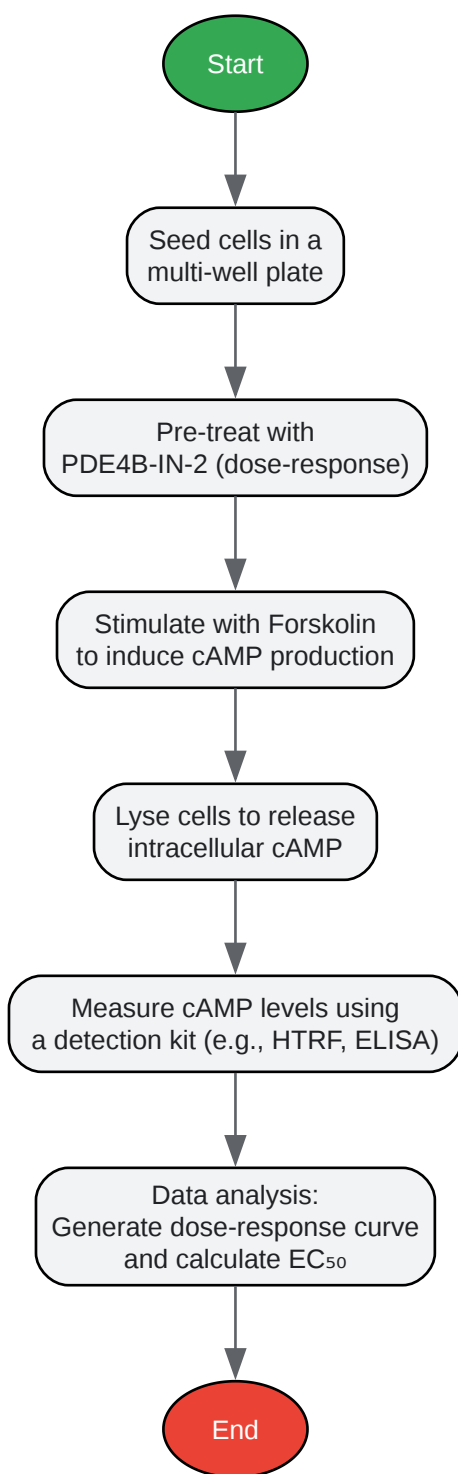 Start
Seed cells in a
multi-well plate
Pre-treat with
PDE4B-IN-2 (dose-response)
Stimulate with Forskolin
to induce cAMP production
Lyse cells to release
intracellular cAMP
Measure cAMP levels using
a detection kit (e.g., HTRF, ELISA)
Data analysis:
Generate dose-response curve
and calculate EC₅₀
End